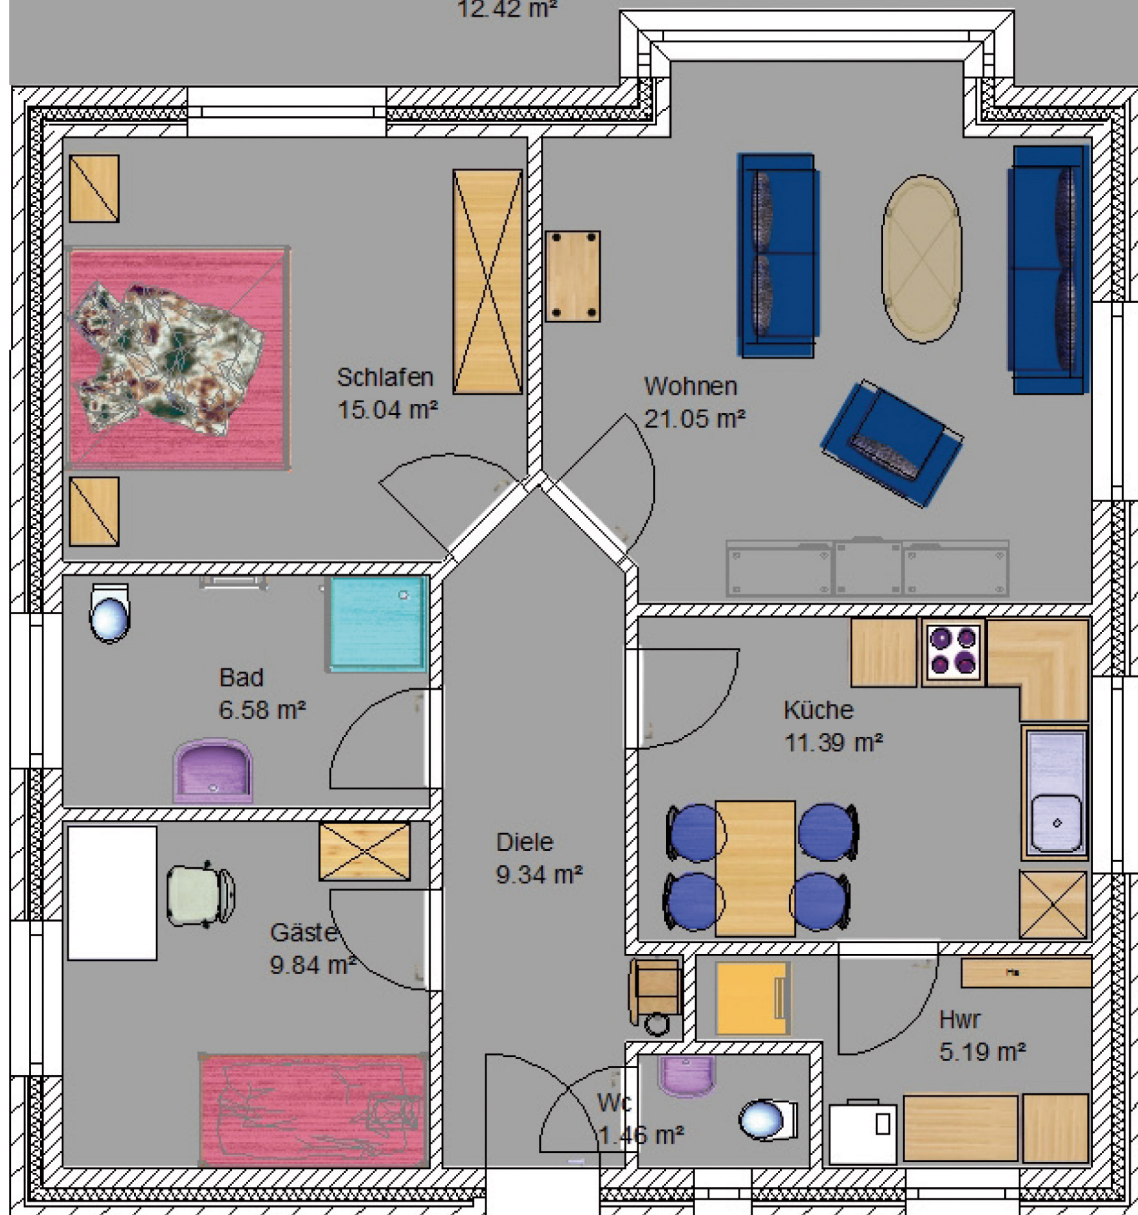 12.42 m²
Schlafen
15.04 m²
Wohnen
21.05 m²
Bad
6.58 m²
Küche
11.39 m²
Diele
9.34 m²
Gäste
9.84 m²
Hwr
5.19 m²
Wc
1.46 m²